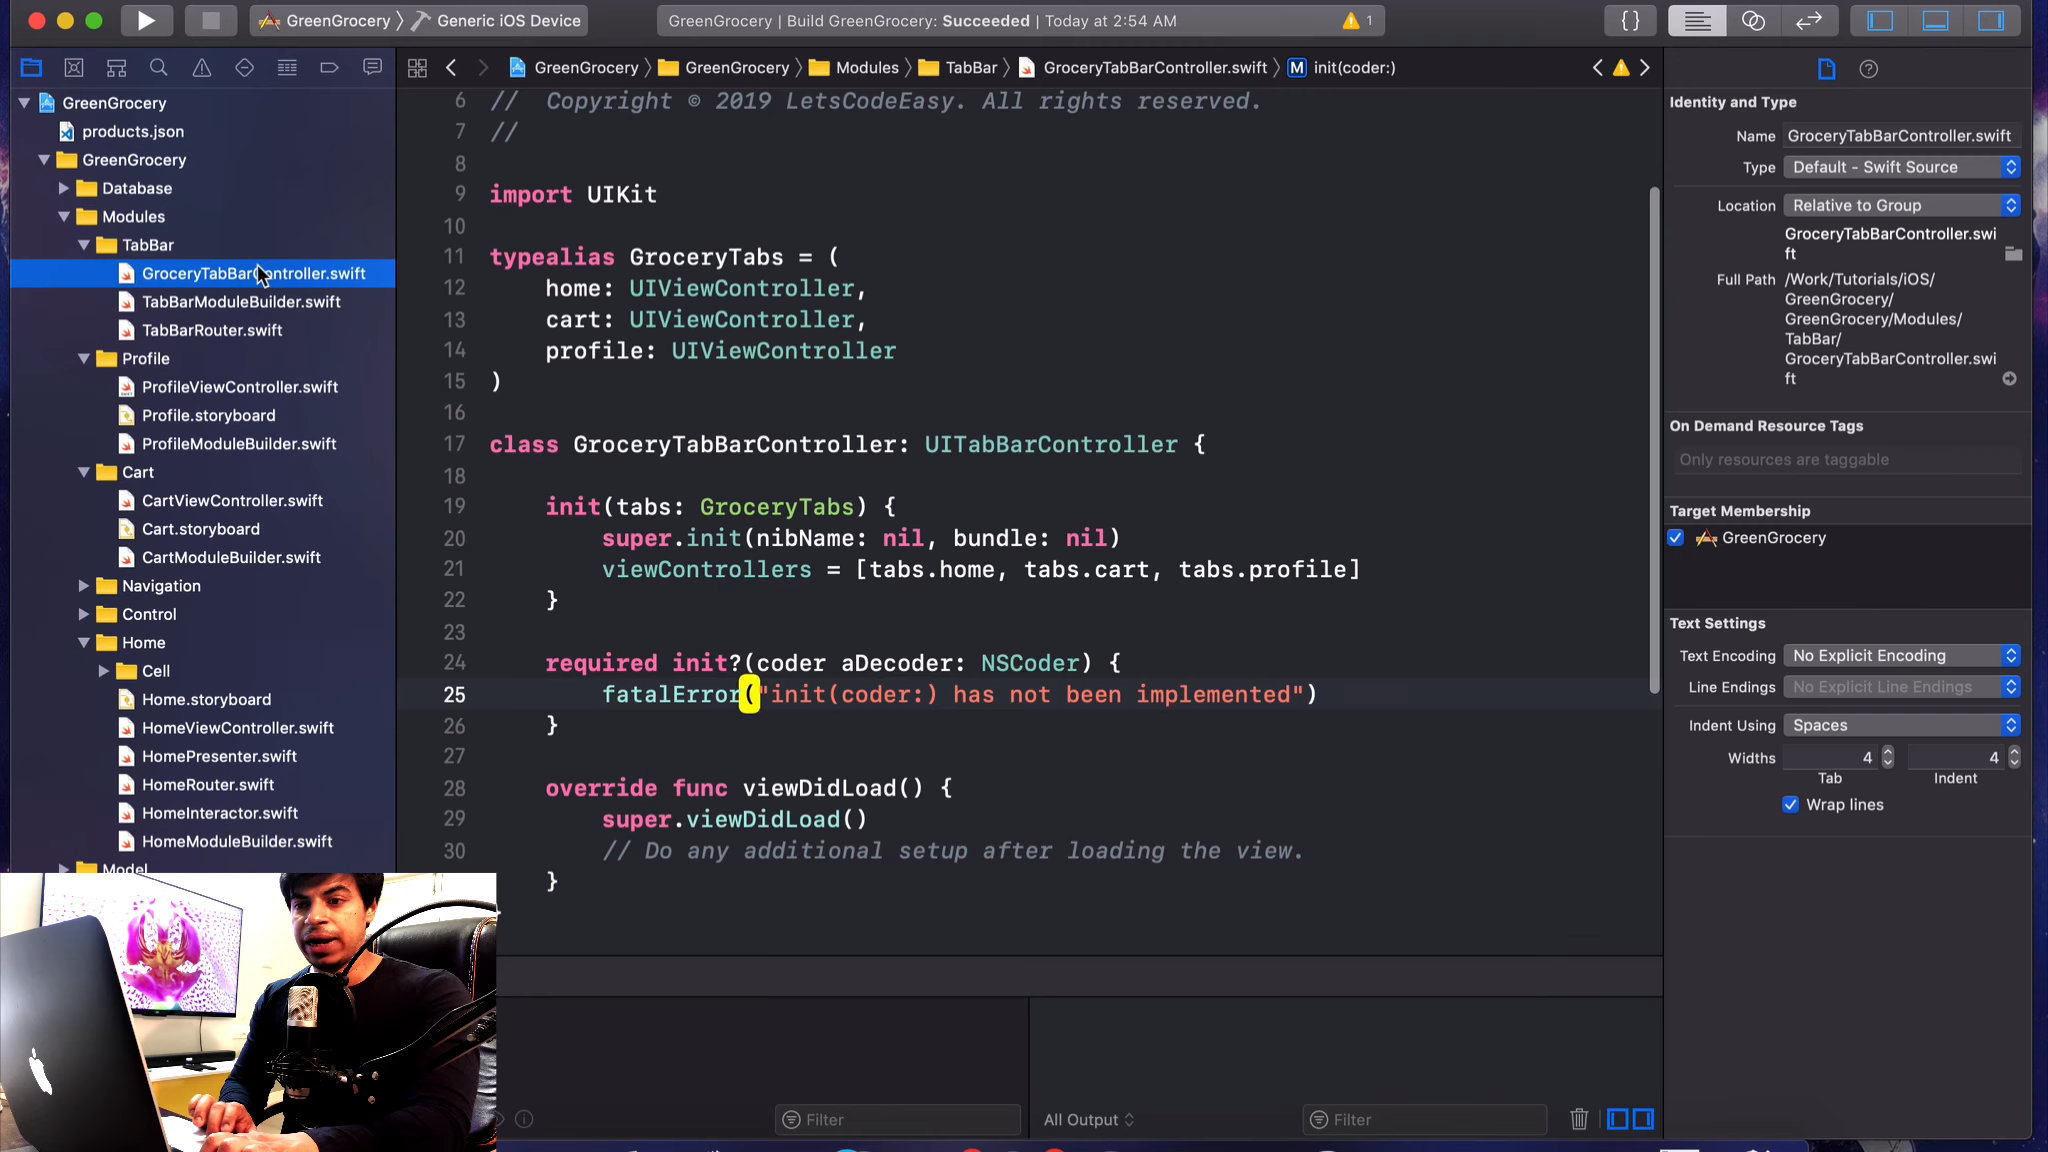 GreenGrocery 〉 Generic iOS Device
GreenGrocery | Build GreenGrocery: Succeeded | Today at 2:54 AM
1
{}
GreenGrocery 〉 GreenGrocery 〉 Modules 〉 TabBar 〉 GroceryTabBarController.swift 〉 M init(coder:)
GreenGrocery
products.json
GreenGrocery
Database
Modules
TabBar
GroceryTabBarController.swift
TabBarModuleBuilder.swift
TabBarRouter.swift
Profile
ProfileViewController.swift
Profile.storyboard
ProfileModuleBuilder.swift
Cart
CartViewController.swift
Cart.storyboard
CartModuleBuilder.swift
Navigation
Control
Home
Cell
Home.storyboard
HomeViewController.swift
HomePresenter.swift
HomeRouter.swift
HomeInteractor.swift
HomeModuleBuilder.swift
Model
6 //  Copyright © 2019 LetsCodeEasy. All rights reserved.
7 //
8
9 import UIKit
10
11 typealias GroceryTabs = (
12     home: UIViewController,
13     cart: UIViewController,
14     profile: UIViewController
15 )
16
17 class GroceryTabBarController: UITabBarController {
18
19     init(tabs: GroceryTabs) {
20         super.init(nibName: nil, bundle: nil)
21         viewControllers = [tabs.home, tabs.cart, tabs.profile]
22     }
23
24     required init?(coder aDecoder: NSCoder) {
25         fatalError("init(coder:) has not been implemented")
26     }
27
28     override func viewDidLoad() {
29         super.viewDidLoad()
30         // Do any additional setup after loading the view.
    }
Filter
All Output
Filter
Identity and Type
Name GroceryTabBarController.swift
Type Default - Swift Source
Location Relative to Group
GroceryTabBarController.swi
ft
Full Path /Work/Tutorials/iOS/
GreenGrocery/
GreenGrocery/Modules/
TabBar/
GroceryTabBarController.swi
ft
On Demand Resource Tags
Only resources are taggable
Target Membership
GreenGrocery
Text Settings
Text Encoding No Explicit Encoding
Line Endings No Explicit Line Endings
Indent Using Spaces
Widths 4 4
Tab Indent
Wrap lines